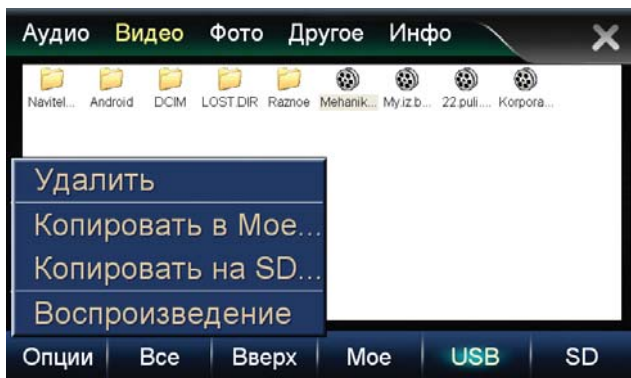 Аудио Видео Фото Другое Инфо
Navitel... Android DCIM LOST.DIR Raznoe Mehanik... My.iz.b... 22.puli.... Korpora...
Удалить
Копировать в Мое...
Копировать на SD...
Воспроизведение
Опции Все Вверх Мое USB SD